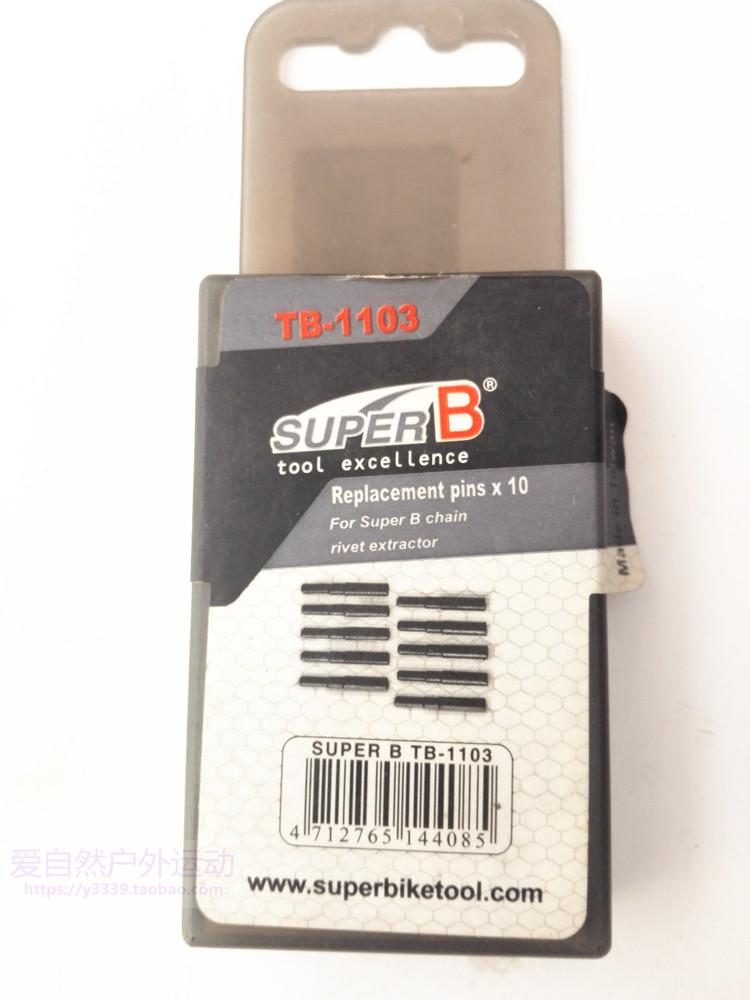 TB-1103
SUPER B®
tool excellence
Replacement pins x 10
For Super B chain
rivet extractor
Made in Taiwan
SUPER B TB-1103
4 712765 144085
www.superbiketool.com
爱自然户外运动
https://y3339.taobao.com